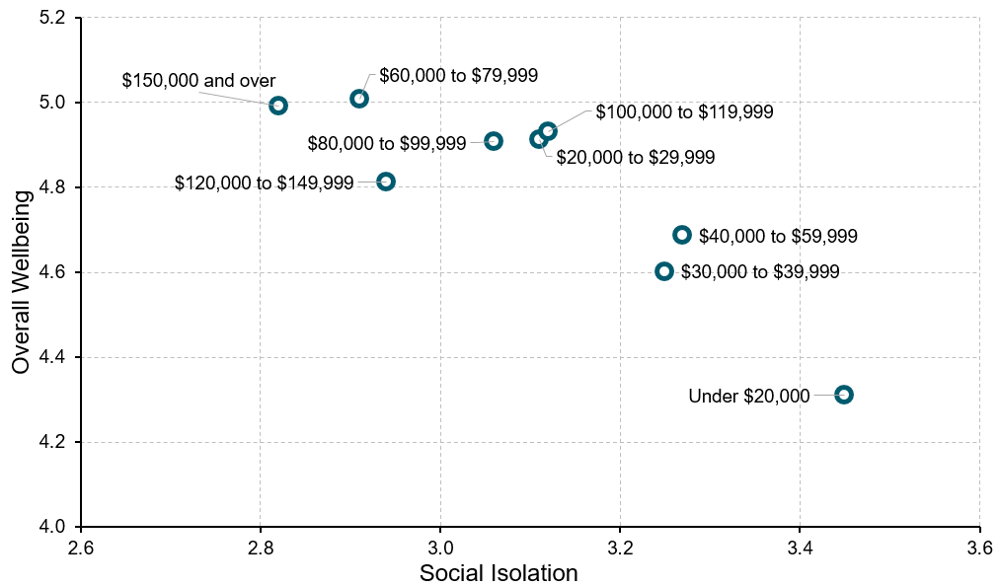 5.2
5.0
4.8
4.6
4.4
4.2
4.0
Overall Wellbeing
$150,000 and over
$60,000 to $79,999
$100,000 to $119,999
$80,000 to $99,999
$20,000 to $29,999
$120,000 to $149,999
$40,000 to $59,999
$30,000 to $39,999
Under $20,000
2.6
2.8
3.0
3.2
3.4
3.6
Social Isolation